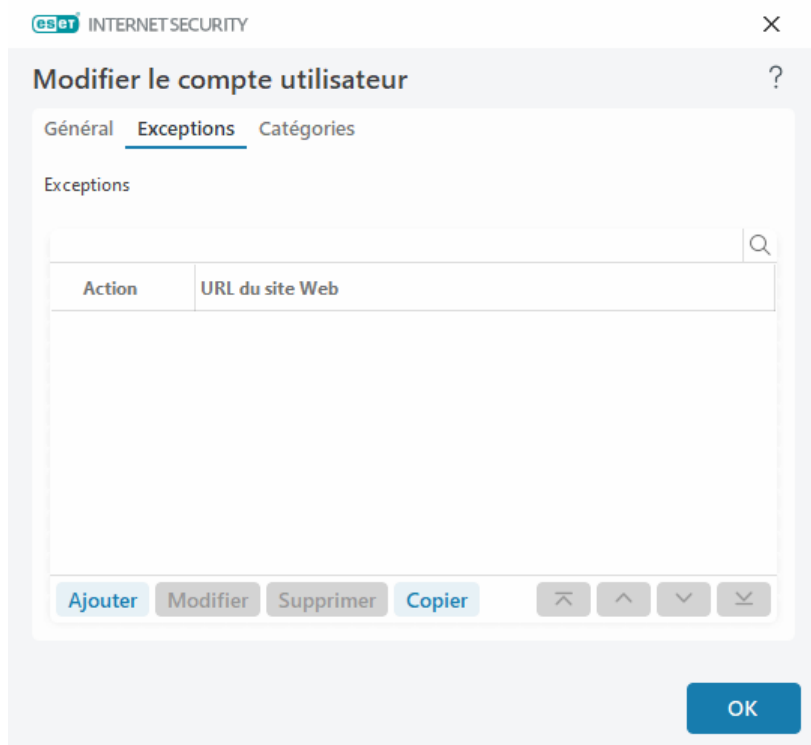 eset INTERNET SECURITY
Modifier le compte utilisateur
?
Général Exceptions Catégories
Exceptions
Action URL du site Web
Ajouter Modifier Supprimer Copier
OK